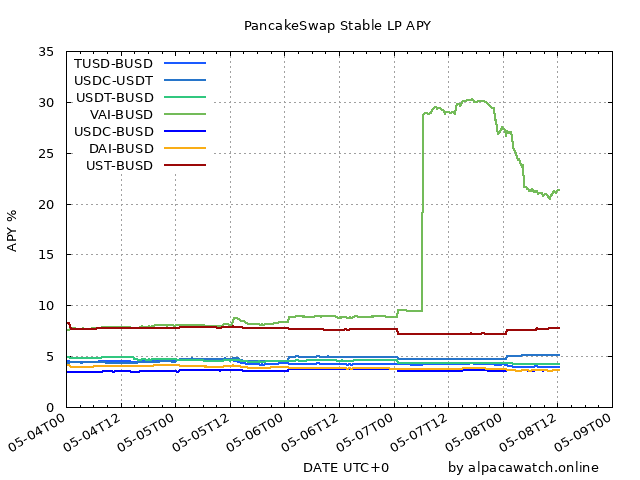 PancakeSwap Stable LP APY
35
30
25
20
15
10
5
0
APY %
TUSD-BUSD
USDC-USDT
USDT-BUSD
VAI-BUSD
USDC-BUSD
DAI-BUSD
UST-BUSD
05-04T00
05-04T12
05-05T00
05-05T12
05-06T00
05-06T12
05-07T00
05-07T12
05-08T00
05-08T12
05-09T00
DATE UTC+0
by alpacawatch.online